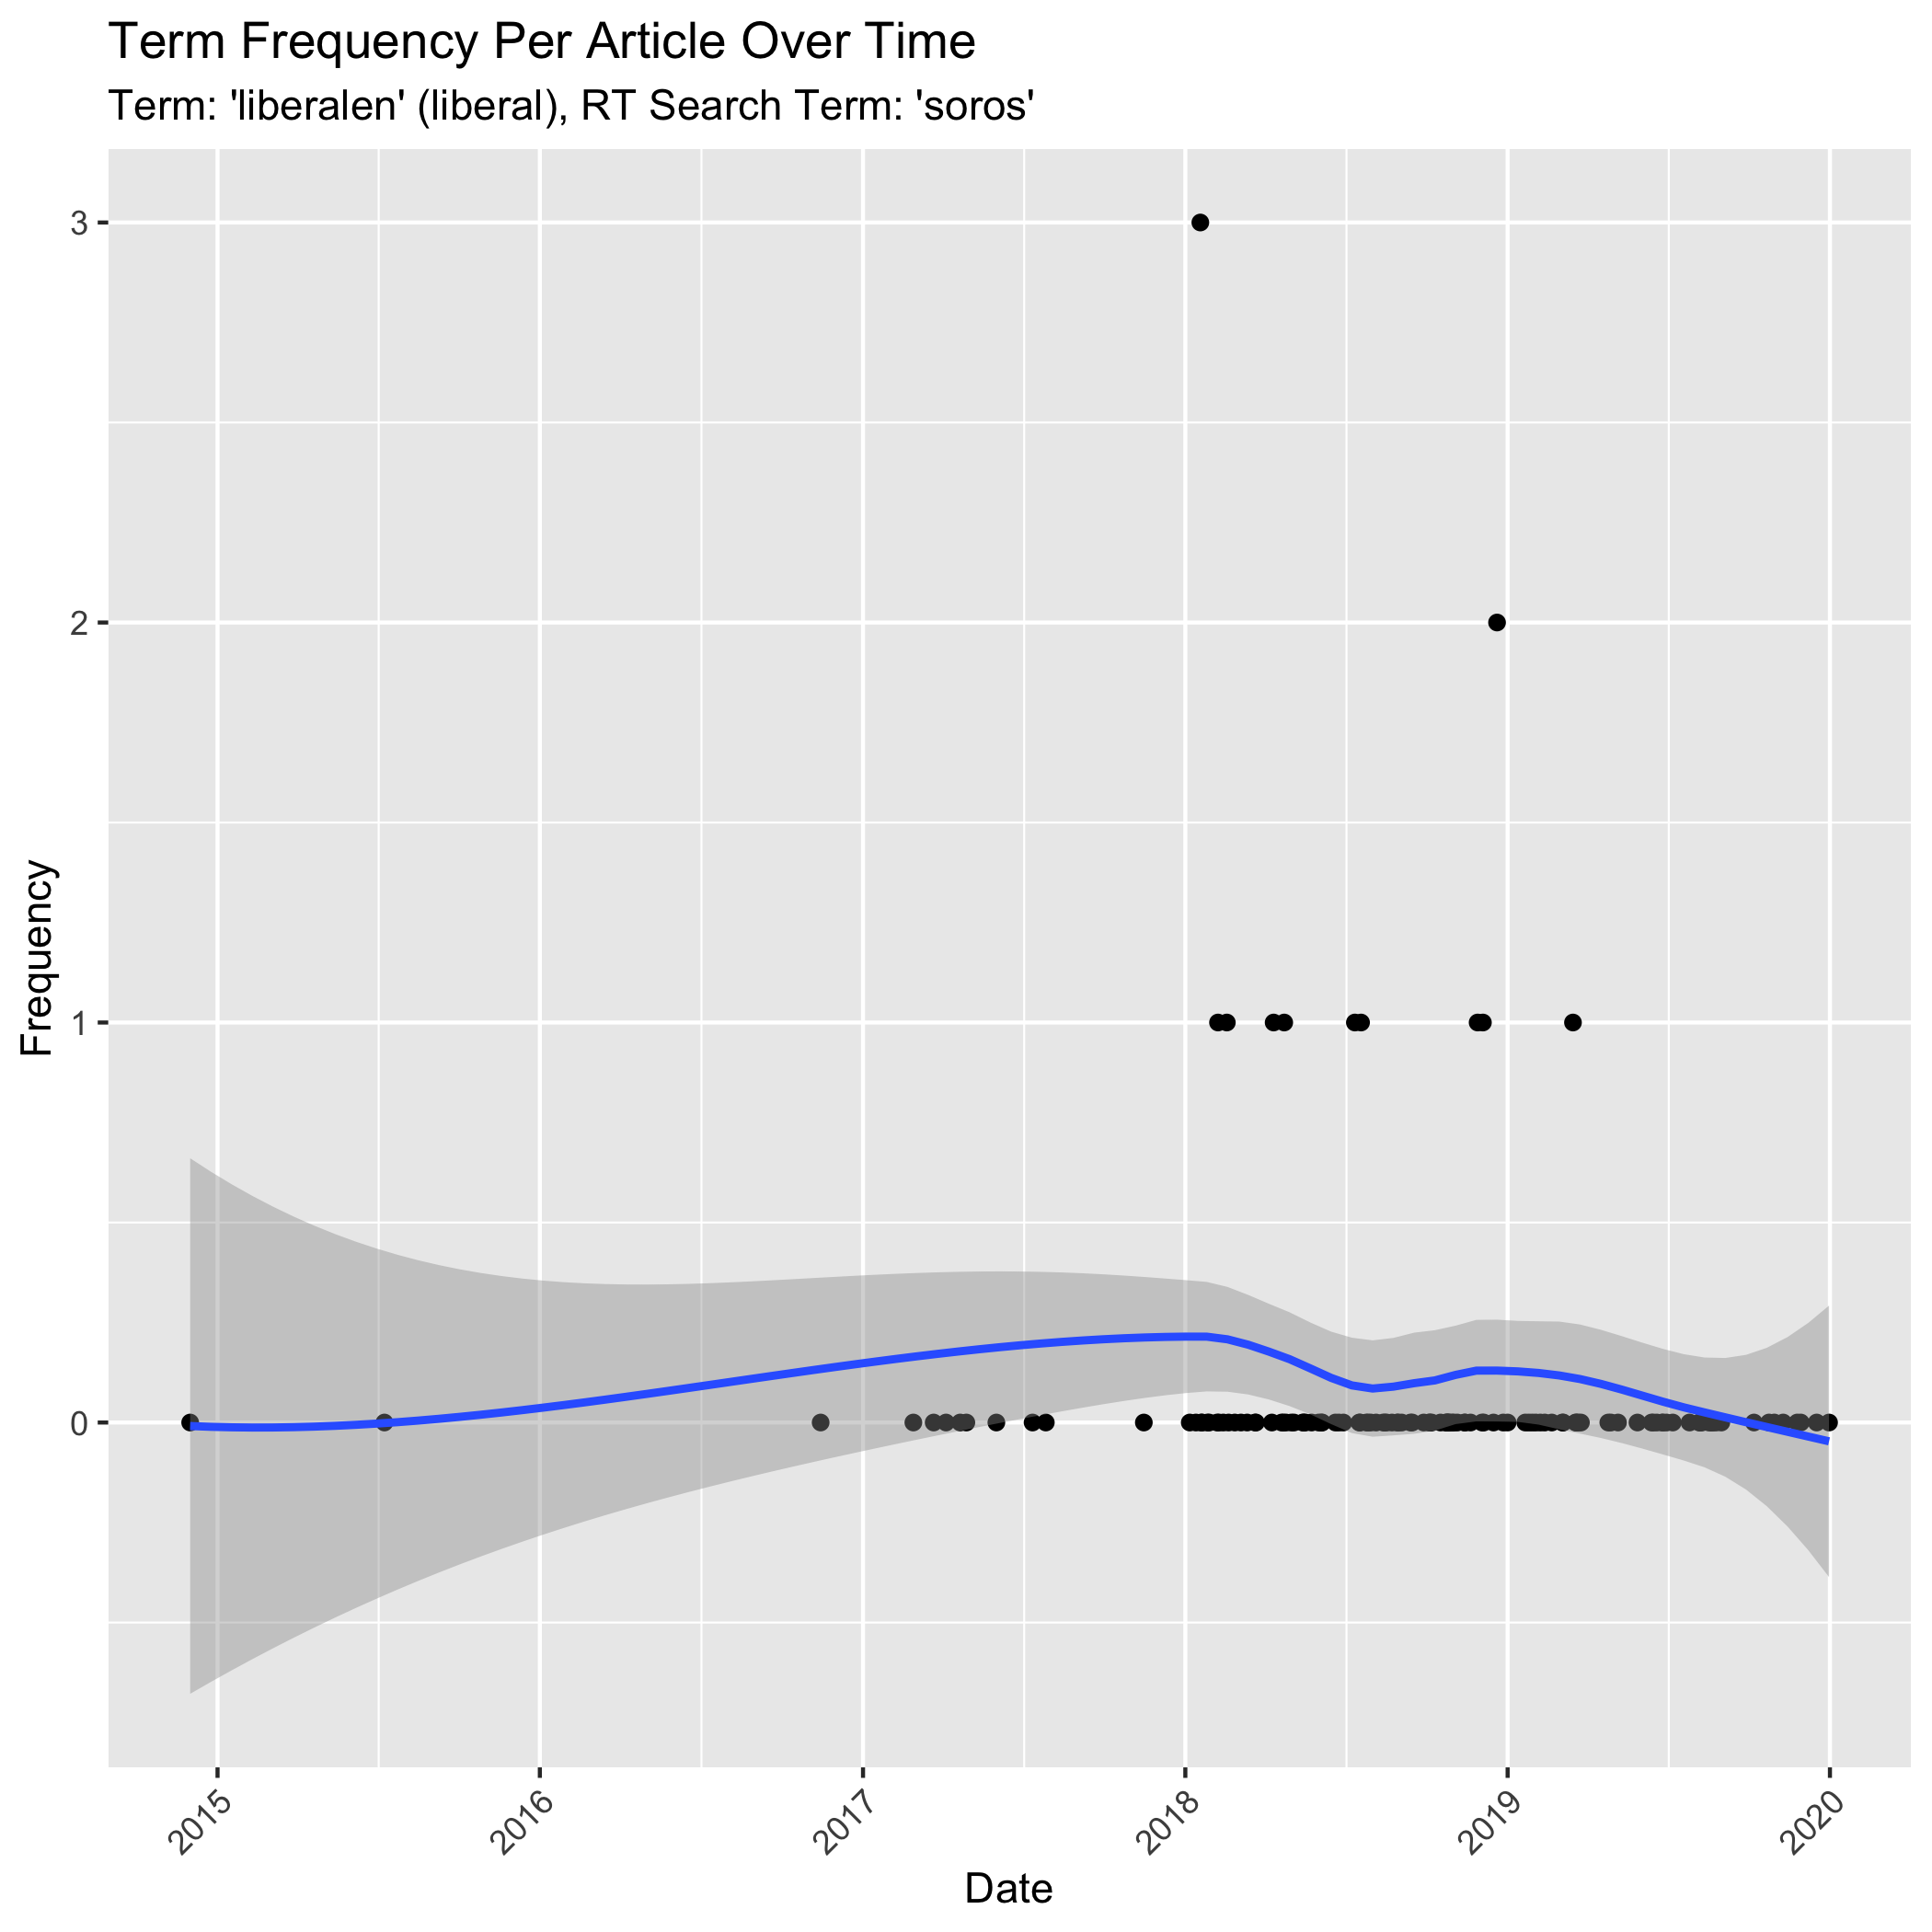 Term Frequency Per Article Over Time
Term: 'liberalen' (liberal), RT Search Term: 'soros'
3
2
1
0
Frequency
2015
2016
2017
2018
2019
2020
Date